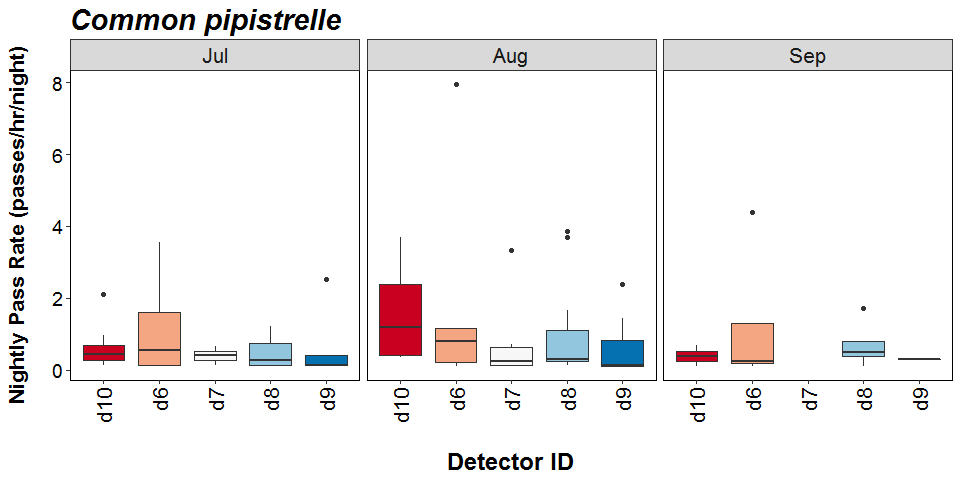 Common pipistrelle
Jul Aug Sep
Nightly Pass Rate (passes/hr/night)
8
6
4
2
0
d10 d6 d7 d8 d9 d10 d6 d7 d8 d9 d10 d6 d7 d8 d9
Detector ID